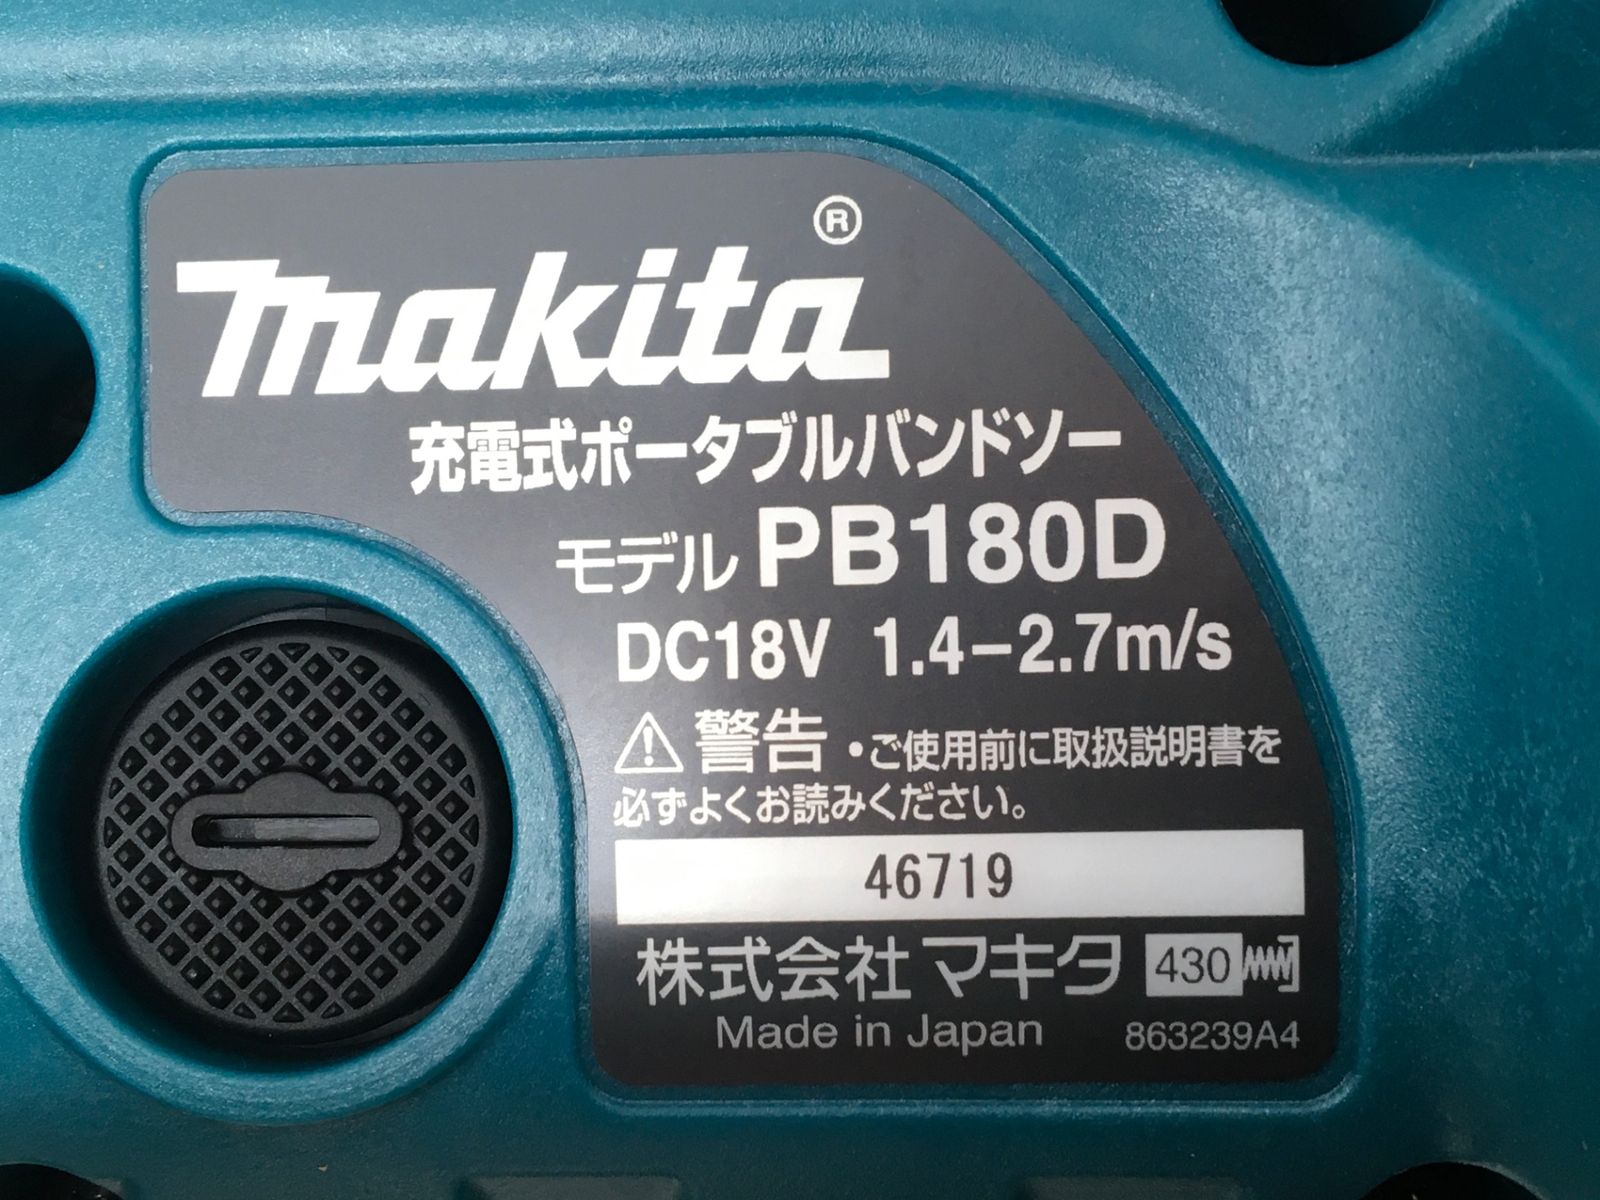 makita®
充電式ポータブルバンドソー
モデル PB180D
DC18V 1.4−2.7m/s
警告 ・ご使用前に取扱説明書を
必ずよくお読みください。
46719
株式会社 マキタ 430
Made in Japan 863239A4